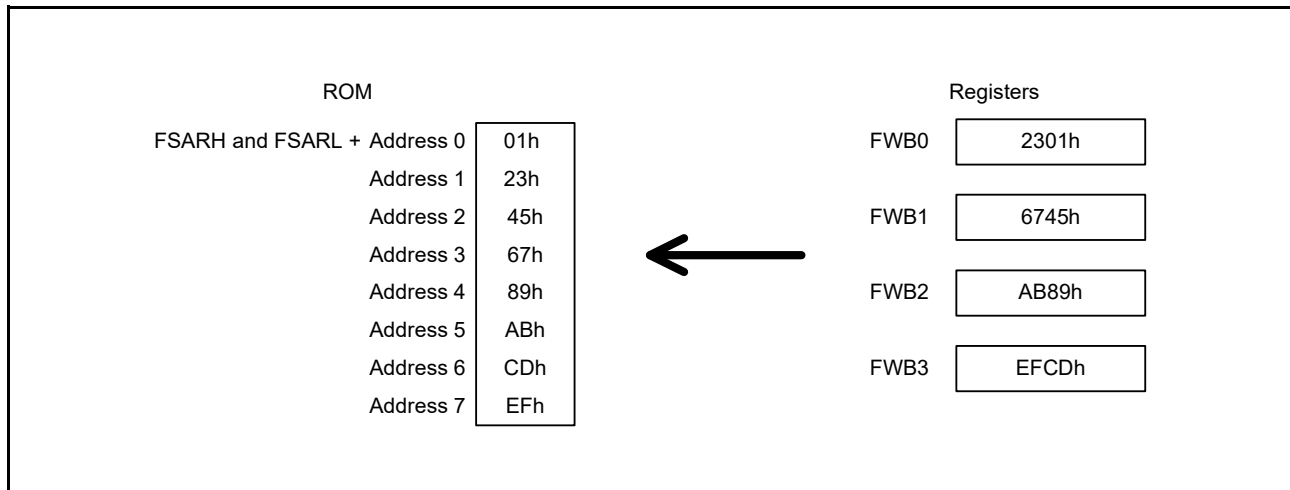 ROM
Registers
FSARH and FSARL + Address 0 01h
FWB0 2301h
Address 1 23h
Address 2 45h
FWB1 6745h
Address 3 67h
Address 4 89h
FWB2 AB89h
Address 5 ABh
Address 6 CDh
FWB3 EFCDh
Address 7 EFh